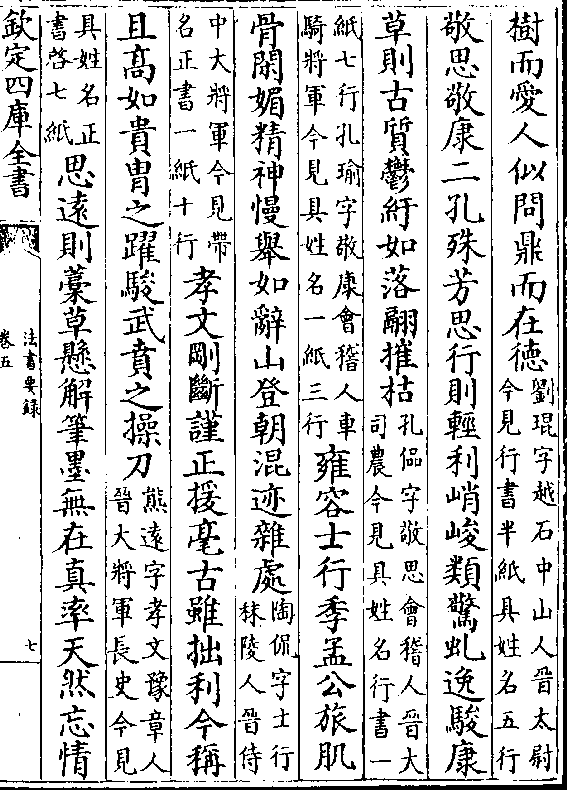 樹而愛人似問鼎而在德劉琨字越石中山人晉太尉今見行書半紙具姓名五行
敬思敬康二孔殊芳思行則輕利峭峻類驚虬逸駿康
草則古質鬱紆如落翮摧枯孔偘字敬思會稽人晉大司農今見具姓名行書一
紙七行孔瑜字敬康會稽人車騎將軍今見具姓名一紙三行雍容士行季孟公旅肌
骨閑媚精神慢舉如辭山登朝混迹雜處陶侃字士行秣陵人晉侍
中大將軍今見帶名正書一紙十行孝文剛斷謹正援毫古雖拙利今稱
且高如貴胄之躍駿武賁之操刀熊遠字孝文豫章人晉大將軍長史今見
具姓名正書啓七紙思遠則藁草懸解筆墨無在真率天然忘情
欽定四庫全書
法書要録
卷五
七